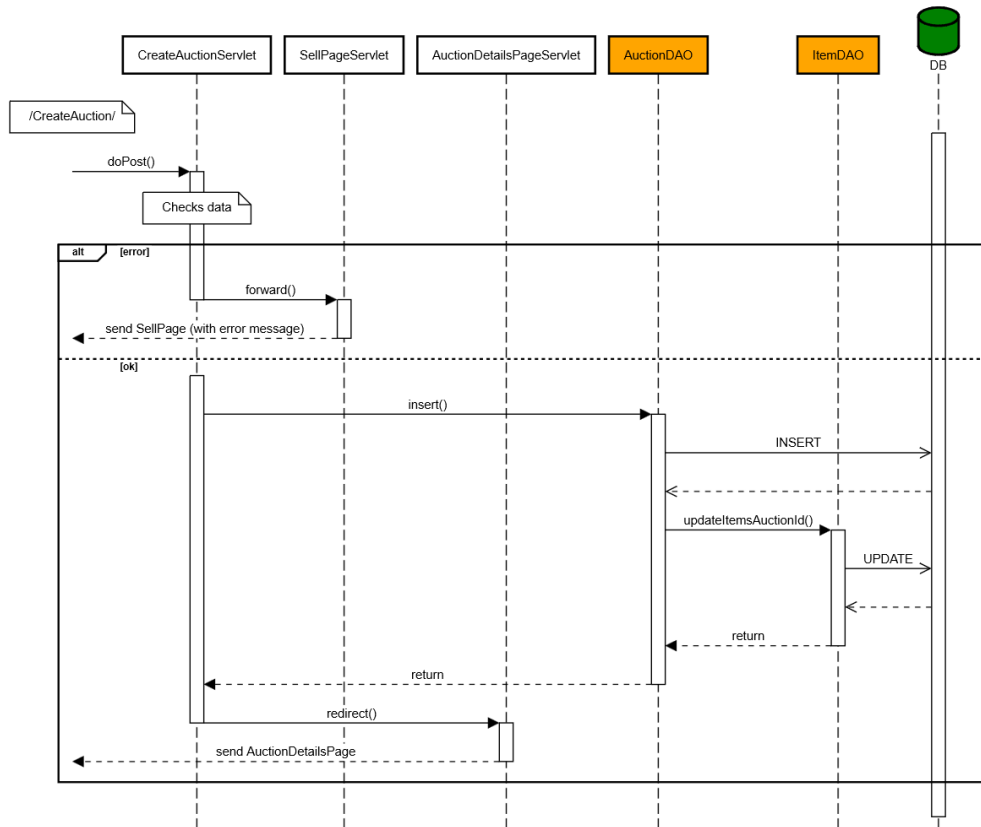 DB
CreateAuctionServlet
SellPageServlet
AuctionDetailsPageServlet
AuctionDAO
ItemDAO
/CreateAuction/
doPost()
Checks data
alt
[error]
forward()
send SellPage (with error message)
[ok]
insert()
INSERT
updateItemsAuctionId()
UPDATE
return
return
redirect()
send AuctionDetailsPage